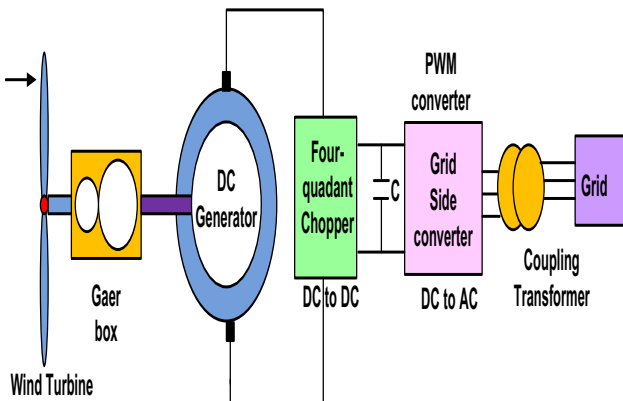 PWM
converter
Four-
quadant
Chopper
C
Grid
Side
converter
Grid
DC
Generator
Gaer
box
DC to DC
DC to AC
Coupling
Transformer
Wind Turbine